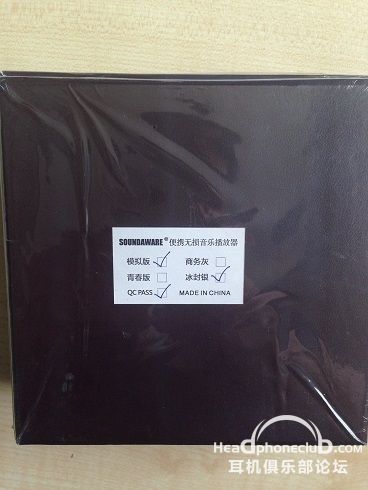 SOUNDAWARE® 便携无损音乐播放器
模拟版 ☑ 商务灰 ☐
青春版 ☐ 冰封银 ☑
QC PASS ☑ MADE IN CHINA
Headphoneclub.com
耳机俱乐部论坛